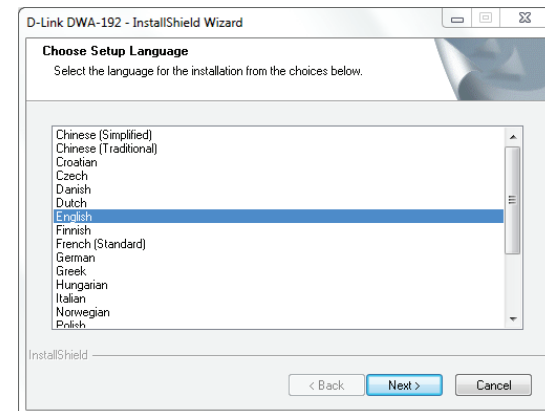 D-Link DWA-192 - InstallShield Wizard
Choose Setup Language
Select the language for the installation from the choices below.
Chinese (Simplified)
Chinese (Traditional)
Croatian
Czech
Danish
Dutch
English
Finnish
French (Standard)
German
Greek
Hungarian
Italian
Norwegian
Polish
InstallShield
< Back Next > Cancel